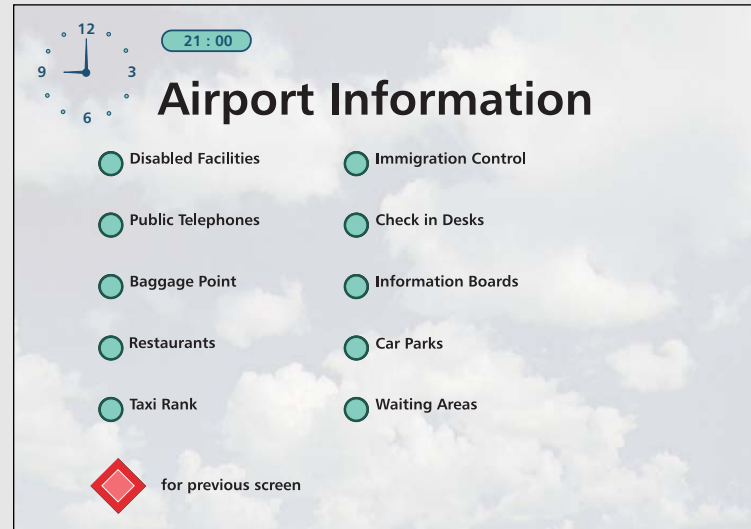 12
9
3
6
21 : 00
Airport Information
Disabled Facilities
Immigration Control
Public Telephones
Check in Desks
Baggage Point
Information Boards
Restaurants
Car Parks
Taxi Rank
Waiting Areas
for previous screen